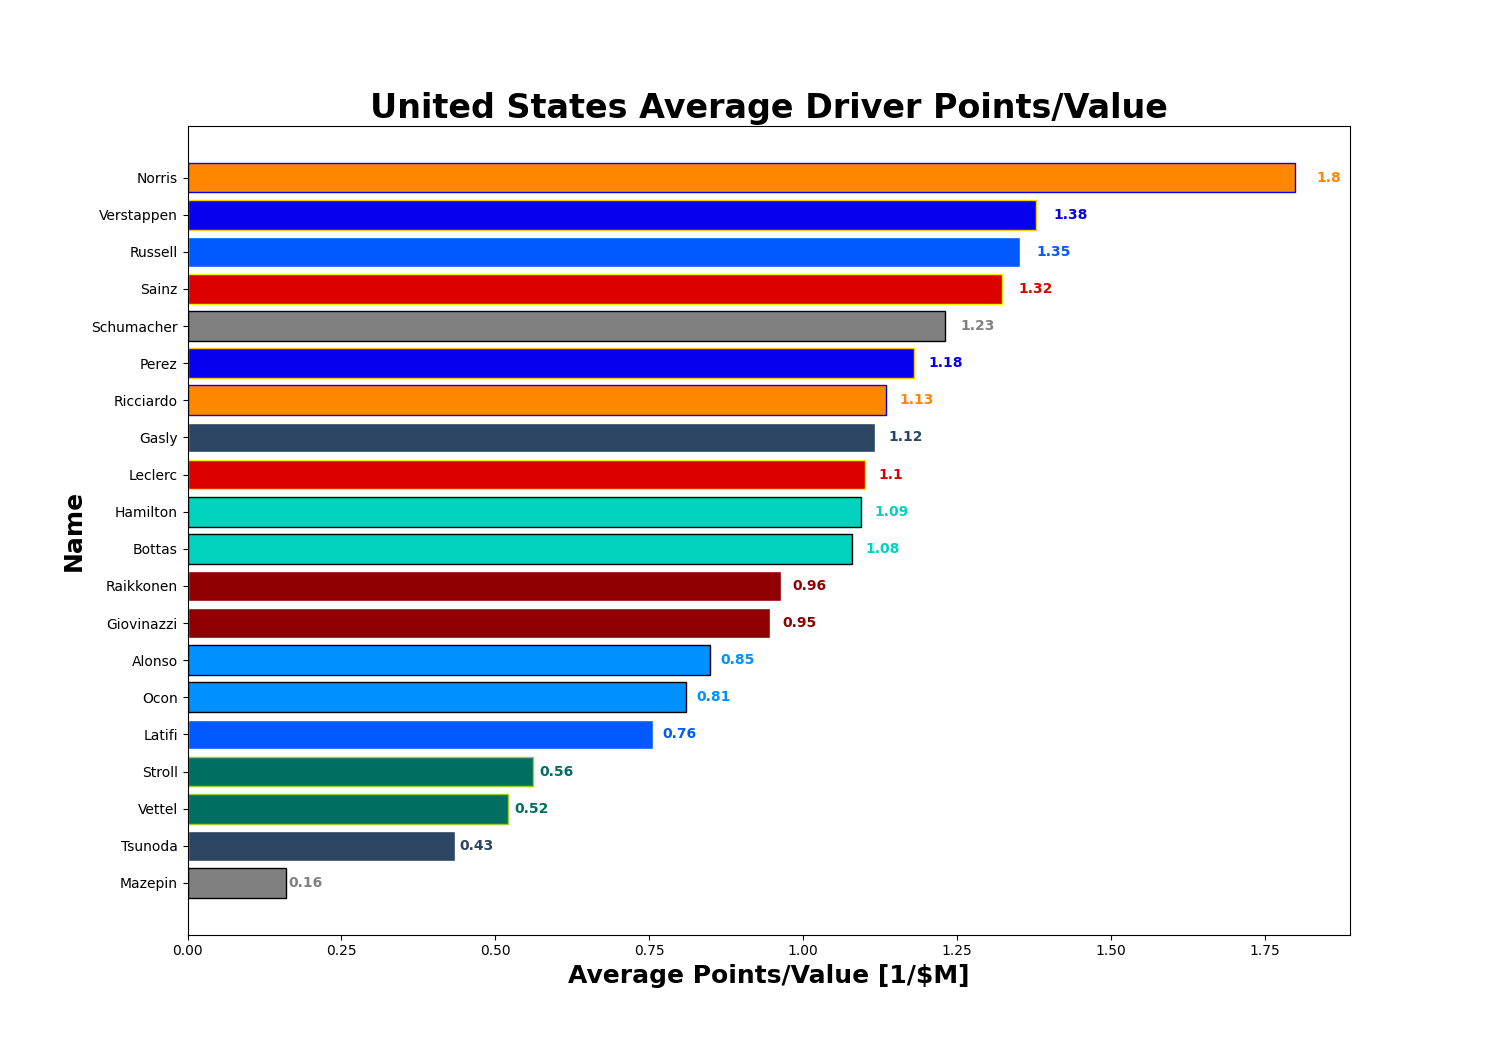 United States Average Driver Points/Value
Norris 1.8
Verstappen 1.38
Russell 1.35
Sainz 1.32
Schumacher 1.23
Perez 1.18
Ricciardo 1.13
Gasly 1.12
Leclerc 1.1
Hamilton 1.09
Bottas 1.08
Raikkonen 0.96
Giovinazzi 0.95
Alonso 0.85
Ocon 0.81
Latifi 0.76
Stroll 0.56
Vettel 0.52
Tsunoda 0.43
Mazepin 0.16
Name
0.00 0.25 0.50 0.75 1.00 1.25 1.50 1.75
Average Points/Value [1/$M]